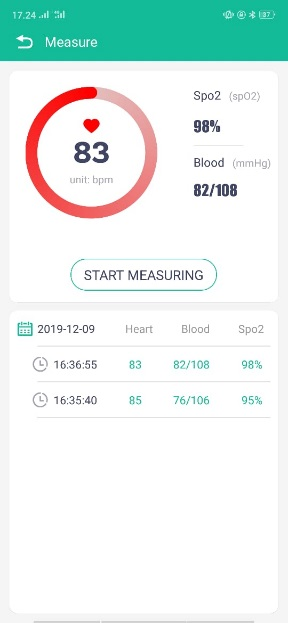 17.24
87
Measure
83
unit: bpm
Spo2 (spO2)
98%
Blood (mmHg)
82/108
START MEASURING
2019-12-09 Heart Blood Spo2
16:36:55 83 82/108 98%
16:35:40 85 76/106 95%